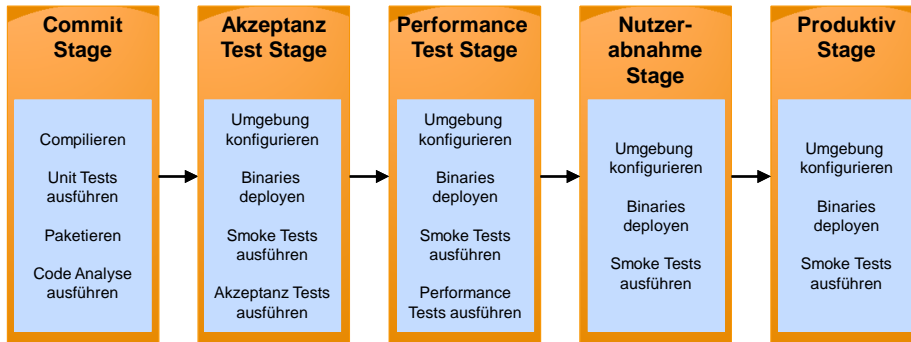 Commit
Stage
Compilieren
Unit Tests
ausführen
Paketieren
Code Analyse
ausführen
Akzeptanz
Test Stage
Umgebung
konfigurieren
Binaries
deployen
Smoke Tests
ausführen
Akzeptanz Tests
ausführen
Performance
Test Stage
Umgebung
konfigurieren
Binaries
deployen
Smoke Tests
ausführen
Performance
Tests ausführen
Nutzer-
abnahme
Stage
Umgebung
konfigurieren
Binaries
deployen
Smoke Tests
ausführen
Produktiv
Stage
Umgebung
konfigurieren
Binaries
deployen
Smoke Tests
ausführen